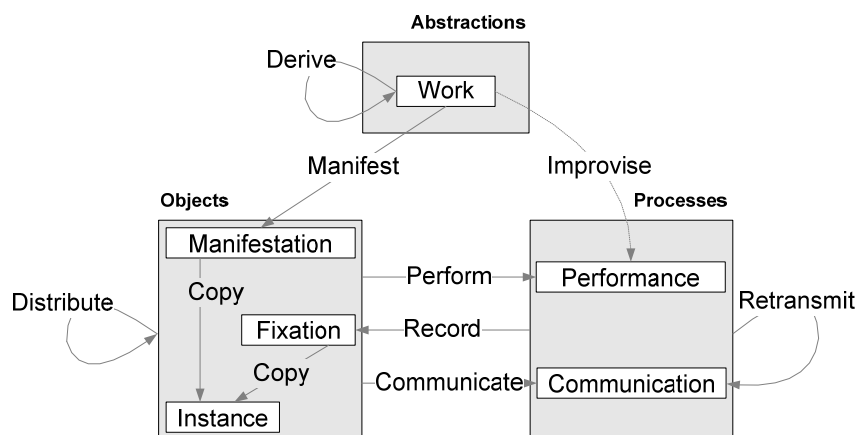 Abstractions
Derive
Work
Manifest
Improvise
Objects
Processes
Manifestation
Perform
Performance
Copy
Distribute
Retransmit
Fixation
Record
Copy
Communicate
Communication
Instance